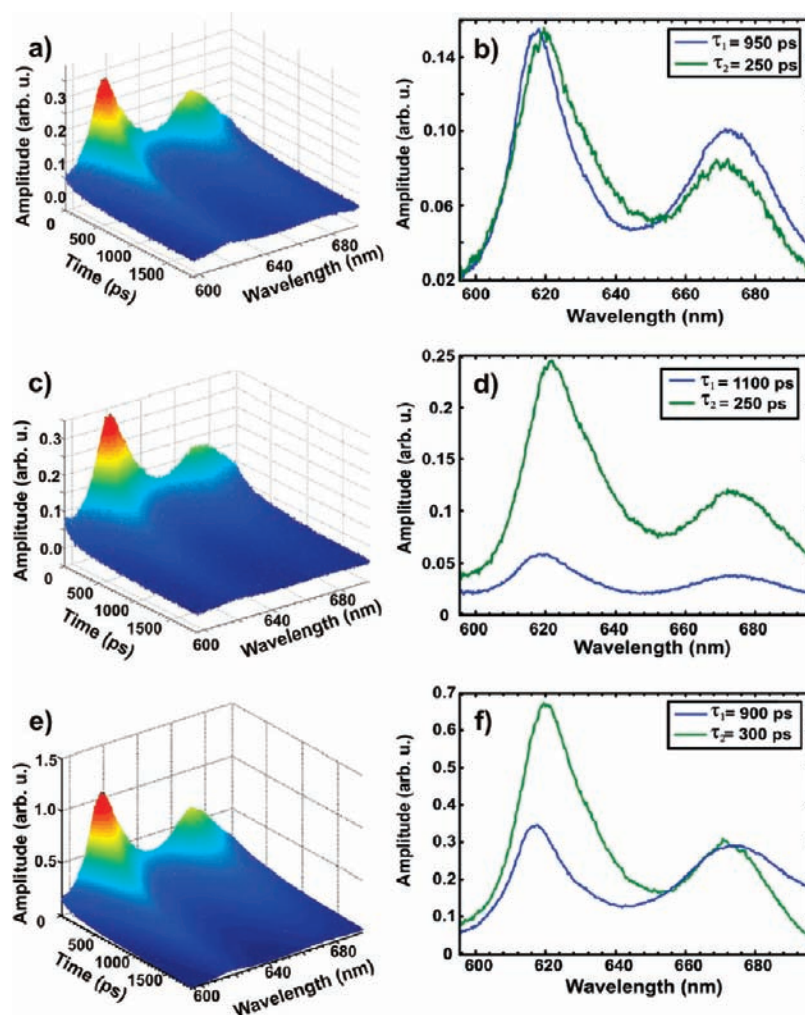 a)
Amplitude (arb. u.)
0.3
0.2
0.1
0.0
0
500
1000
1500
Time (ps)
600
640
680
Wavelength (nm)
b)
τ1 = 950 ps
τ2 = 250 ps
Amplitude (arb. u.)
0.14
0.10
0.06
0.02
600 620 640 660 680
Wavelength (nm)
c)
Amplitude (arb. u.)
0.3
0.2
0.1
0.0
0
500
1000
1500
Time (ps)
600
640
680
Wavelength (nm)
d)
τ1 = 1100 ps
τ2 = 250 ps
Amplitude (arb. u.)
0.25
0.20
0.15
0.10
0.05
0
600 620 640 660 680
Wavelength (nm)
e)
Amplitude (arb. u.)
1.5
1.0
0.5
0
500
1000
1500
Time (ps)
600
640
680
Wavelength (nm)
f)
τ1= 900 ps
τ2= 300 ps
Amplitude (arb. u.)
0.7
0.6
0.5
0.4
0.3
0.2
0.1
0
600 620 640 660 680
Wavelength (nm)